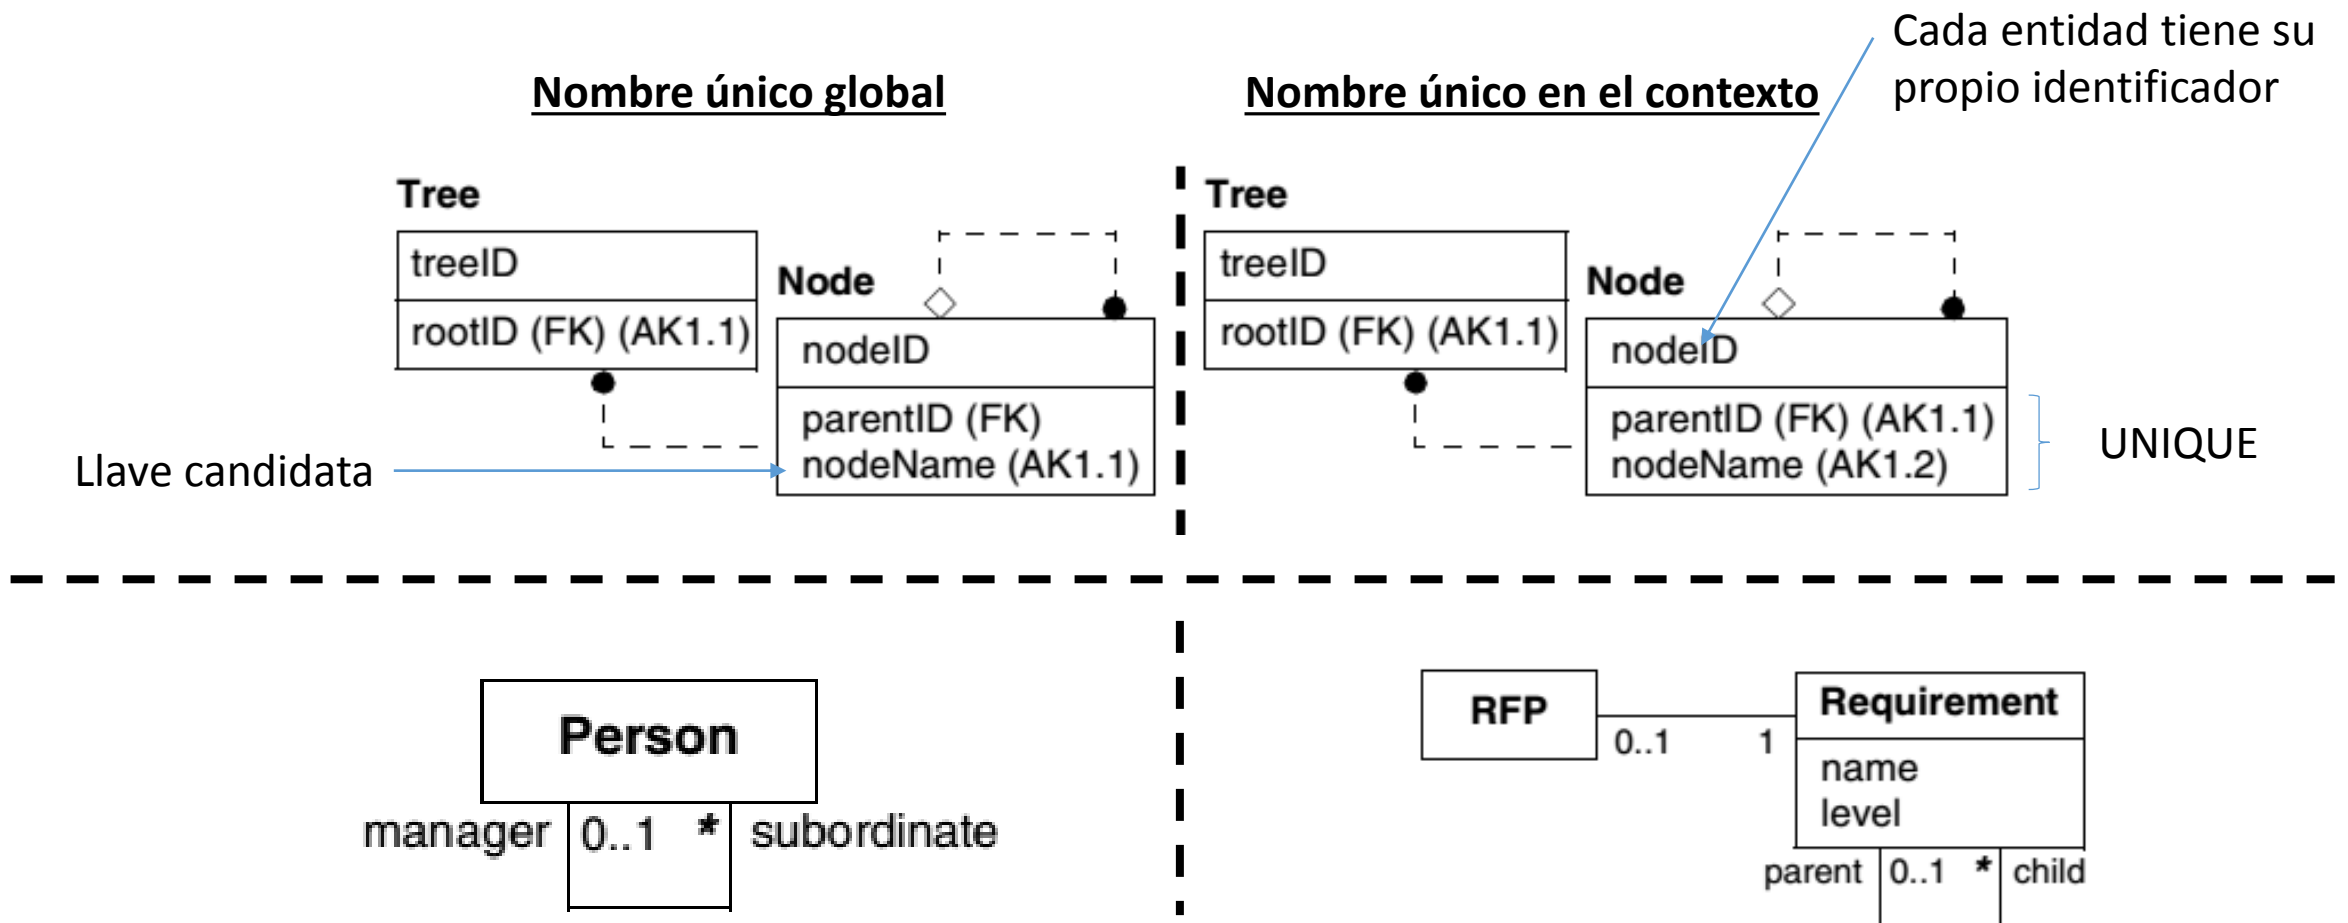 Cada entidad tiene su
propio identificador
Nombre único global
Nombre único en el contexto
Tree
treeID
rootID (FK) (AK1.1)
Node
nodeID
parentID (FK)
nodeName (AK1.1)
Llave candidata
Tree
treeID
rootID (FK) (AK1.1)
Node
nodeID
parentID (FK) (AK1.1)
nodeName (AK1.2)
UNIQUE
Person
manager 0..1 * subordinate
RFP
0..1 1
Requirement
name
level
parent 0..1 * child